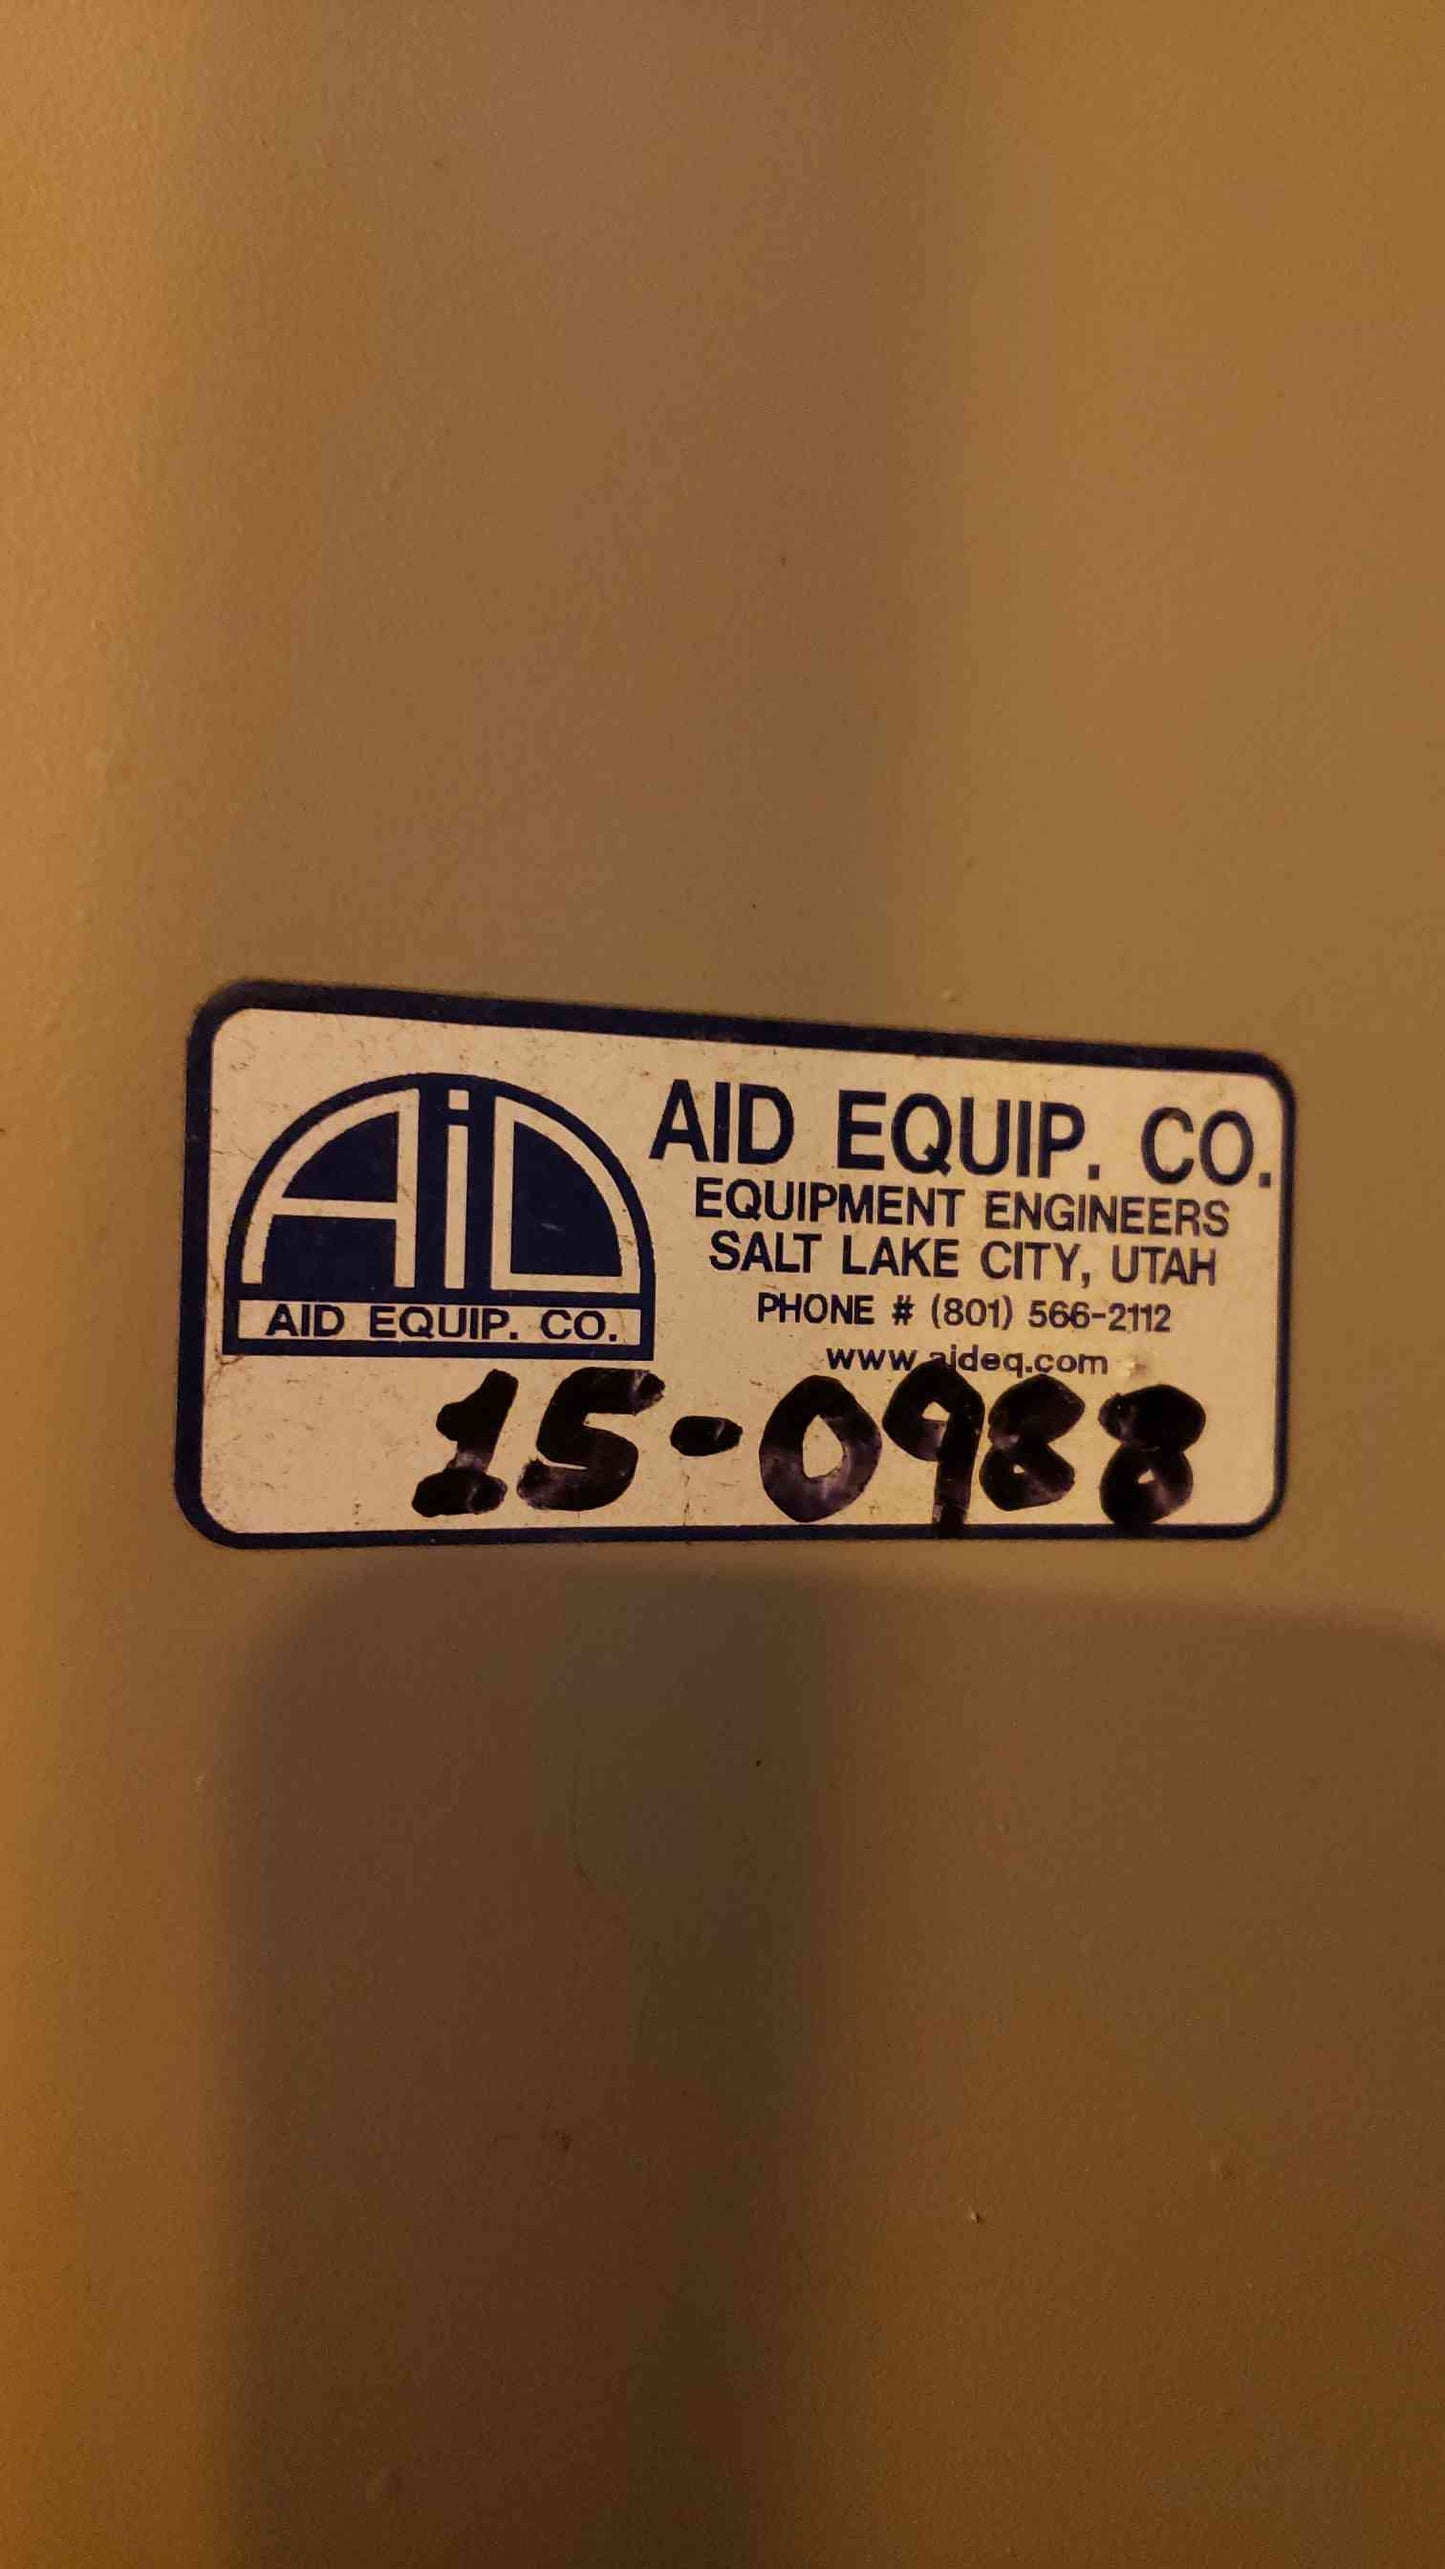 AiD
AID EQUIP. CO.
AID EQUIP. CO.
EQUIPMENT ENGINEERS
SALT LAKE CITY, UTAH
PHONE # (801) 566-2112
www.aideq.com
15-0988